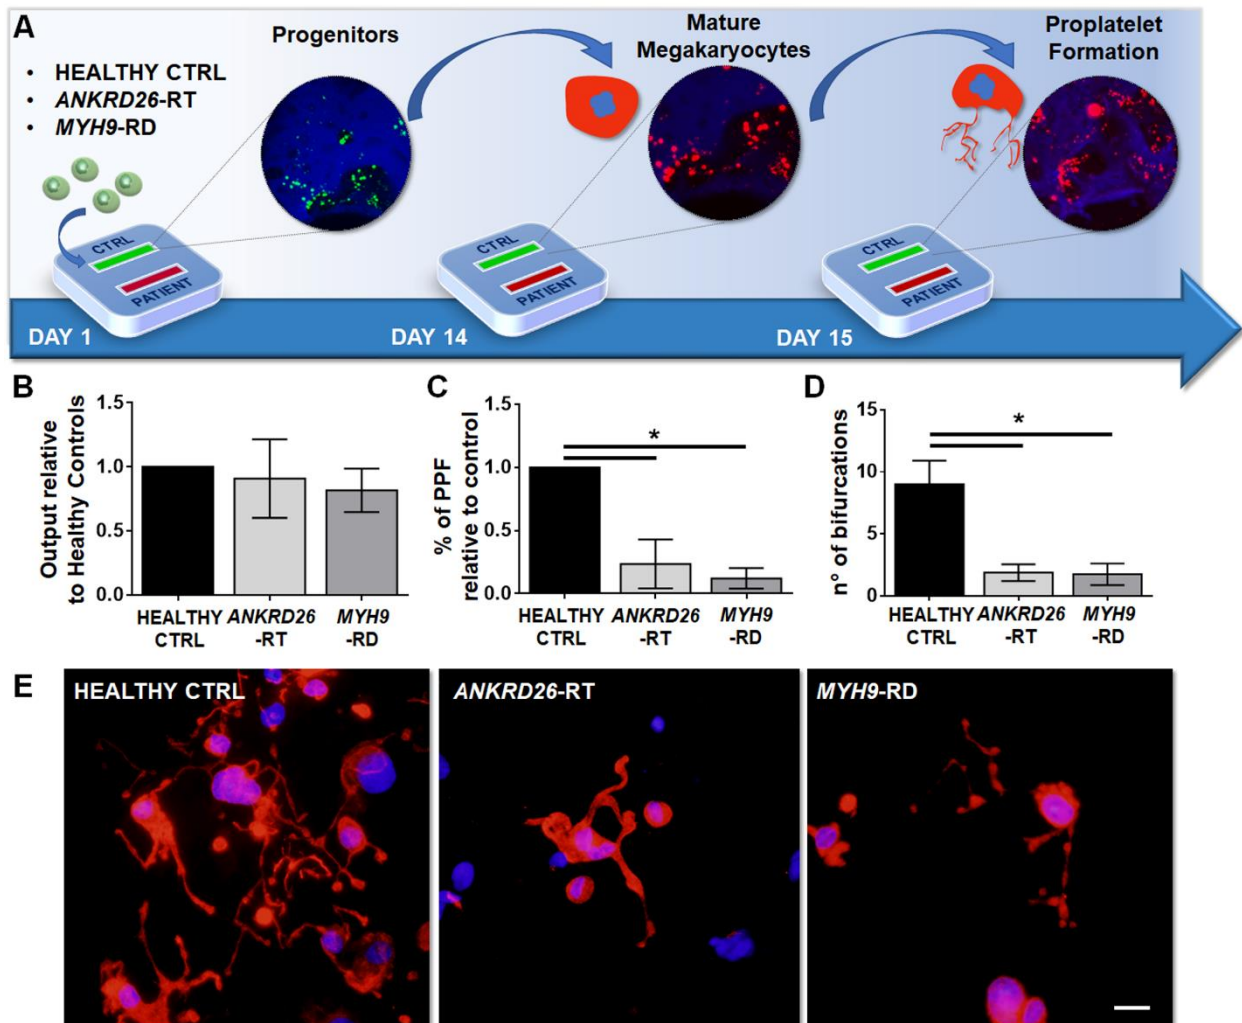 A
• HEALTHY CTRL
• ANKRD26-RT
• MYH9-RD
Progenitors
Mature
Megakaryocytes
Proplatelet
Formation
CTRL
PATIENT
CTRL
PATIENT
CTRL
PATIENT
DAY 1
DAY 14
DAY 15
B
Output relative
to Healthy Controls
1.5
1.0
0.5
0.0
HEALTHY
CTRL
ANKRD26
-RT
MYH9
-RD
C
% of PPF
relative to control
1.5
1.0
0.5
0.0
*
HEALTHY
CTRL
ANKRD26
-RT
MYH9
-RD
D
n° of bifurcations
15
10
5
0
*
HEALTHY
CTRL
ANKRD26
-RT
MYH9
-RD
E
HEALTHY CTRL
ANKRD26-RT
MYH9-RD